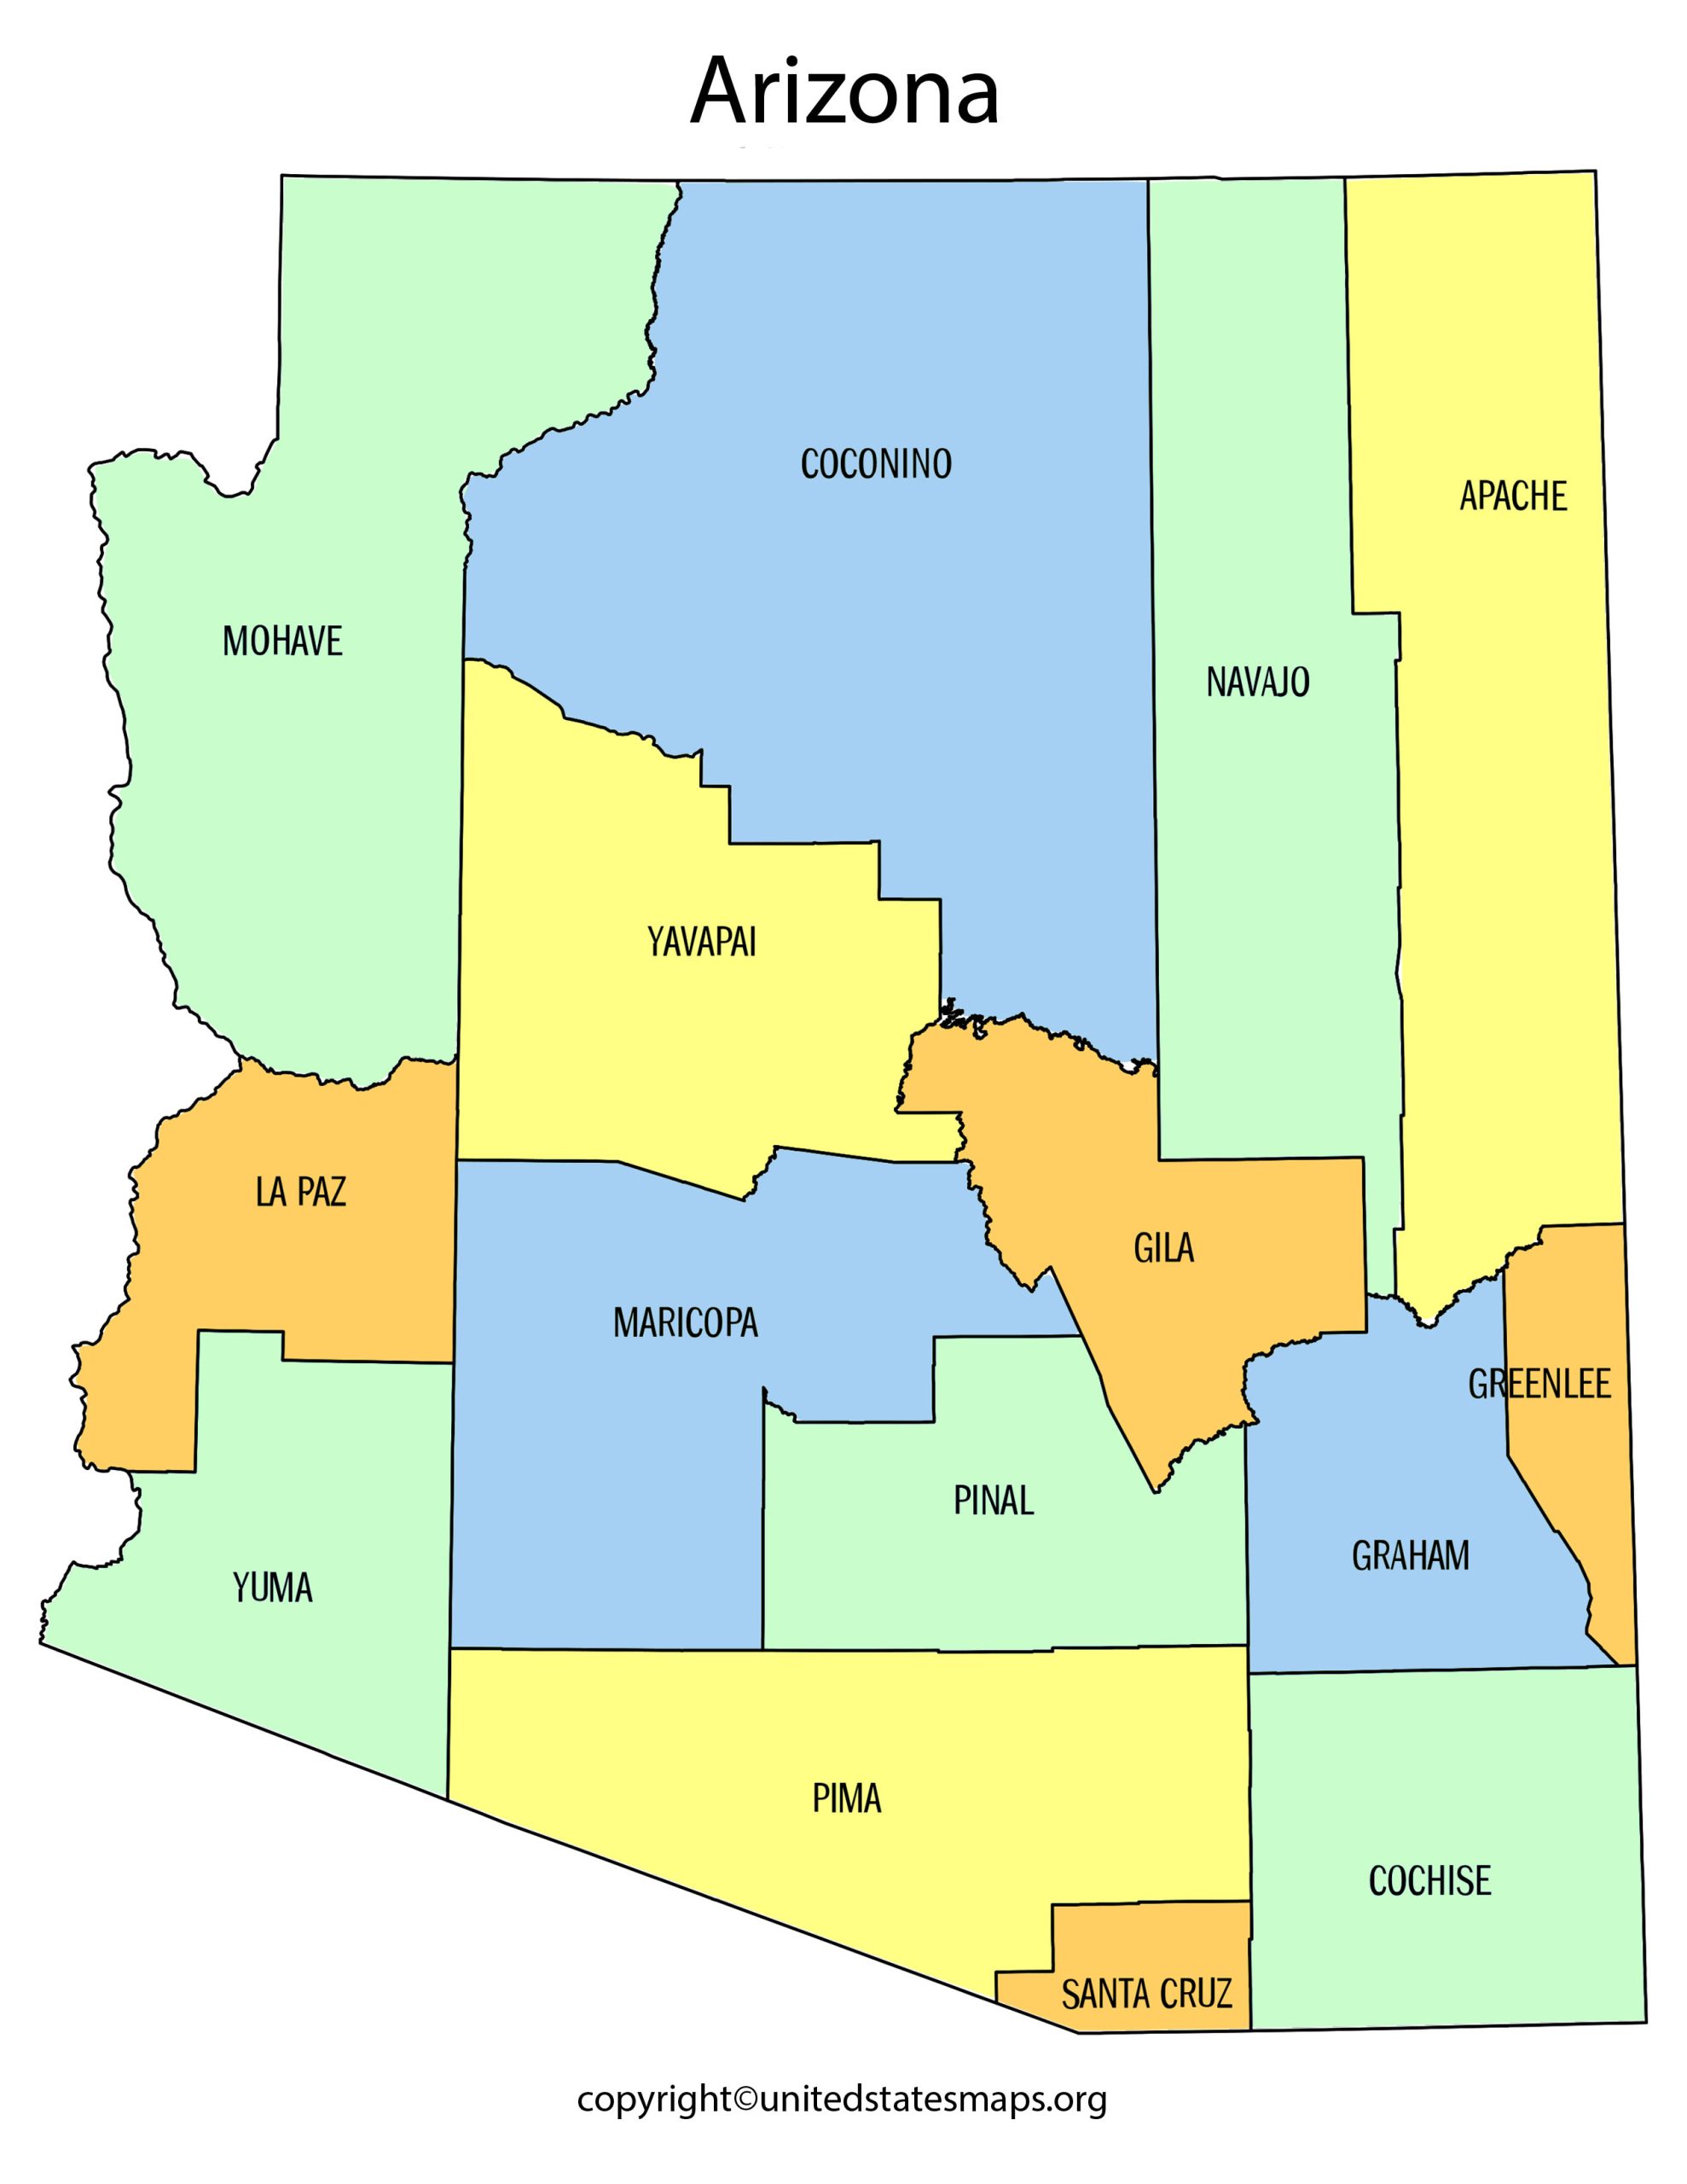 Arizona
COCONINO
APACHE
MOHAVE
NAVAJO
YAVAPAI
LA PAZ
GILA
MARICOPA
GREENLEE
PINAL
GRAHAM
YUMA
PIMA
COCHISE
SANTA CRUZ
copyright©unitedstatesmaps.org